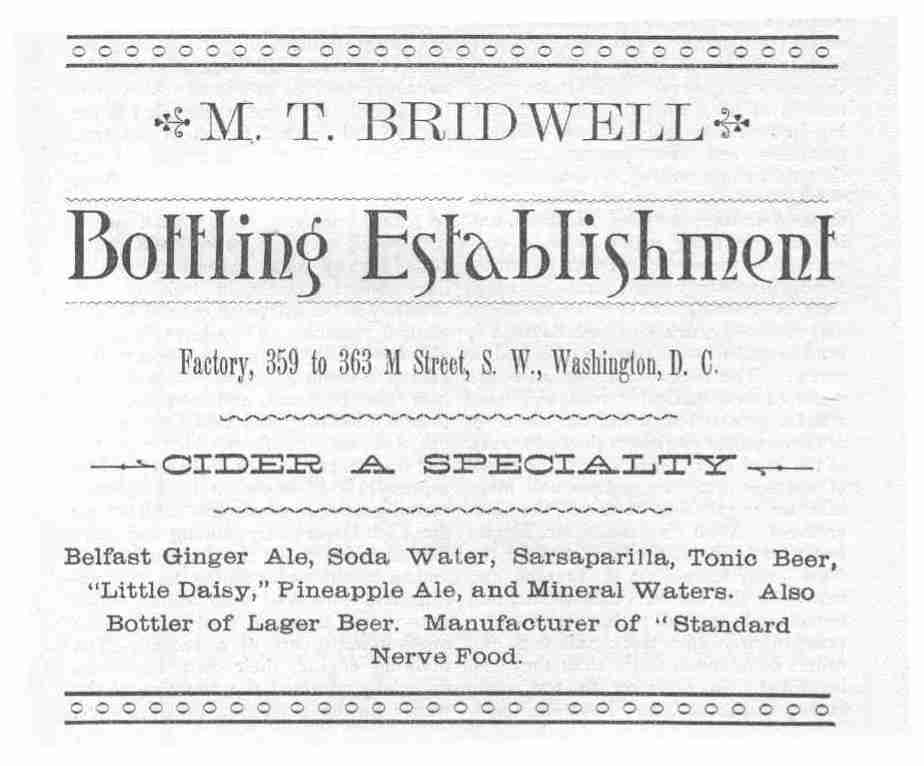 M. T. BRIDWELL
Bottling Establishment
Factory, 359 to 363 M Street, S. W., Washington, D. C.
CIDER A SPECIALTY
Belfast Ginger Ale, Soda Water, Sarsaparilla, Tonic Beer,
"Little Daisy," Pineapple Ale, and Mineral Waters. Also
Bottler of Lager Beer. Manufacturer of "Standard
Nerve Food.